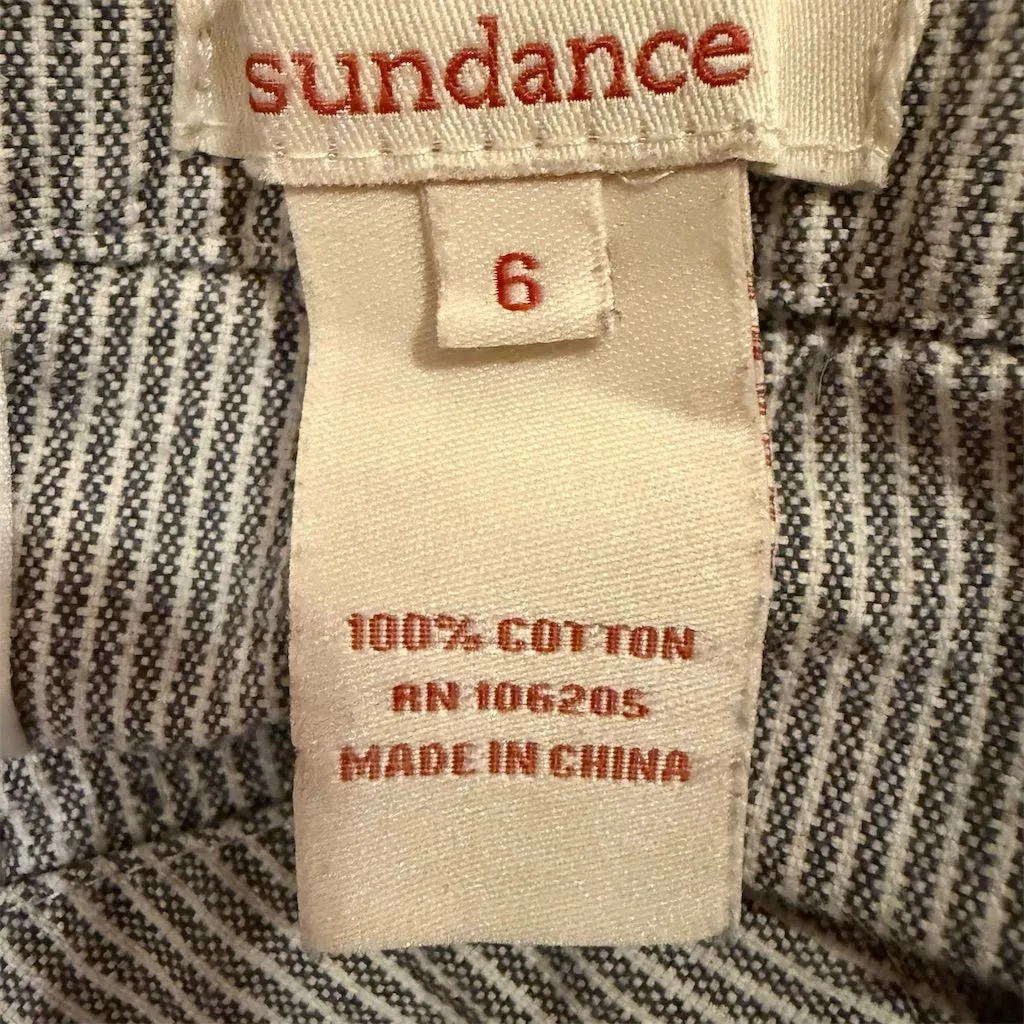 sundance
6
100% COTTON
RN 106205
MADE IN CHINA